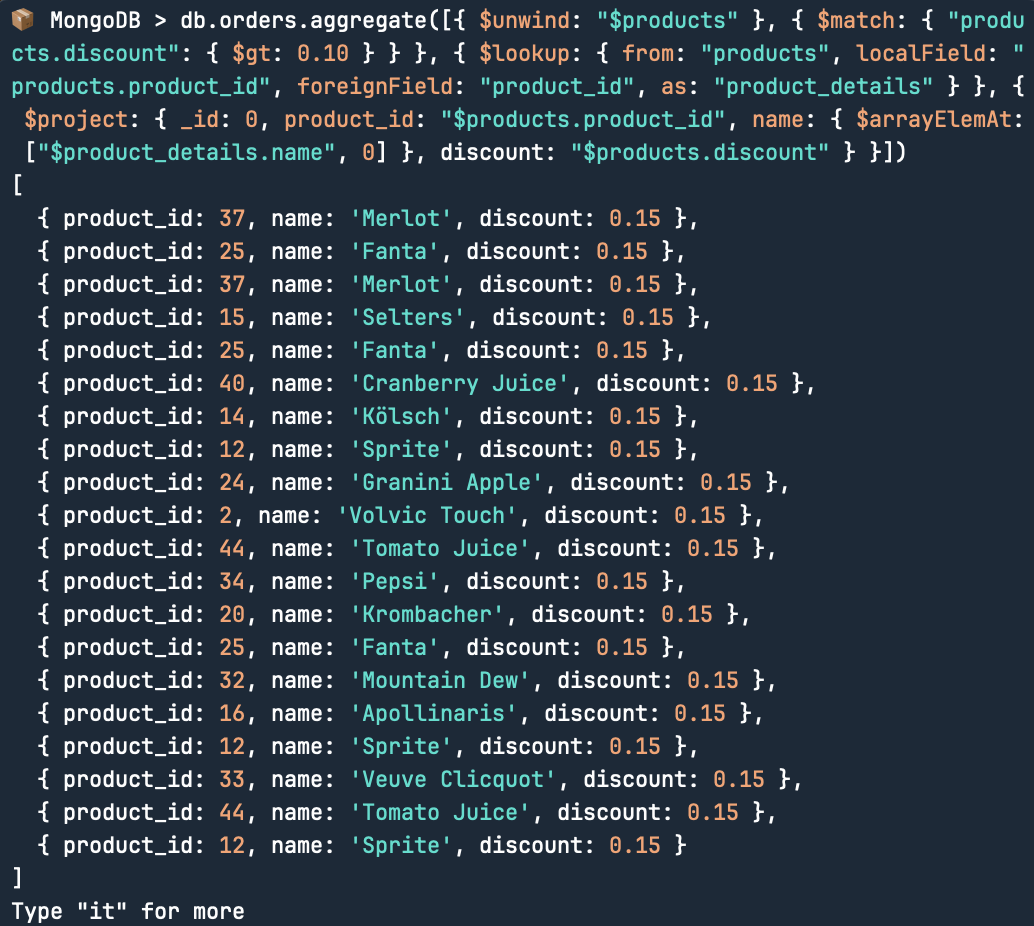 📦 MongoDB > db.orders.aggregate([{ $unwind: "$products" }, { $match: { "produ
cts.discount": { $gt: 0.10 } } }, { $lookup: { from: "products", localField: "
products.product_id", foreignField: "product_id", as: "product_details" } }, {
 $project: { _id: 0, product_id: "$products.product_id", name: { $arrayElemAt:
 ["$product_details.name", 0] }, discount: "$products.discount" } }])
[
  { product_id: 37, name: 'Merlot', discount: 0.15 },
  { product_id: 25, name: 'Fanta', discount: 0.15 },
  { product_id: 37, name: 'Merlot', discount: 0.15 },
  { product_id: 15, name: 'Selters', discount: 0.15 },
  { product_id: 25, name: 'Fanta', discount: 0.15 },
  { product_id: 40, name: 'Cranberry Juice', discount: 0.15 },
  { product_id: 14, name: 'Kölsch', discount: 0.15 },
  { product_id: 12, name: 'Sprite', discount: 0.15 },
  { product_id: 24, name: 'Granini Apple', discount: 0.15 },
  { product_id: 2, name: 'Volvic Touch', discount: 0.15 },
  { product_id: 44, name: 'Tomato Juice', discount: 0.15 },
  { product_id: 34, name: 'Pepsi', discount: 0.15 },
  { product_id: 20, name: 'Krombacher', discount: 0.15 },
  { product_id: 25, name: 'Fanta', discount: 0.15 },
  { product_id: 32, name: 'Mountain Dew', discount: 0.15 },
  { product_id: 16, name: 'Apollinaris', discount: 0.15 },
  { product_id: 12, name: 'Sprite', discount: 0.15 },
  { product_id: 33, name: 'Veuve Clicquot', discount: 0.15 },
  { product_id: 44, name: 'Tomato Juice', discount: 0.15 },
  { product_id: 12, name: 'Sprite', discount: 0.15 }
]
Type "it" for more